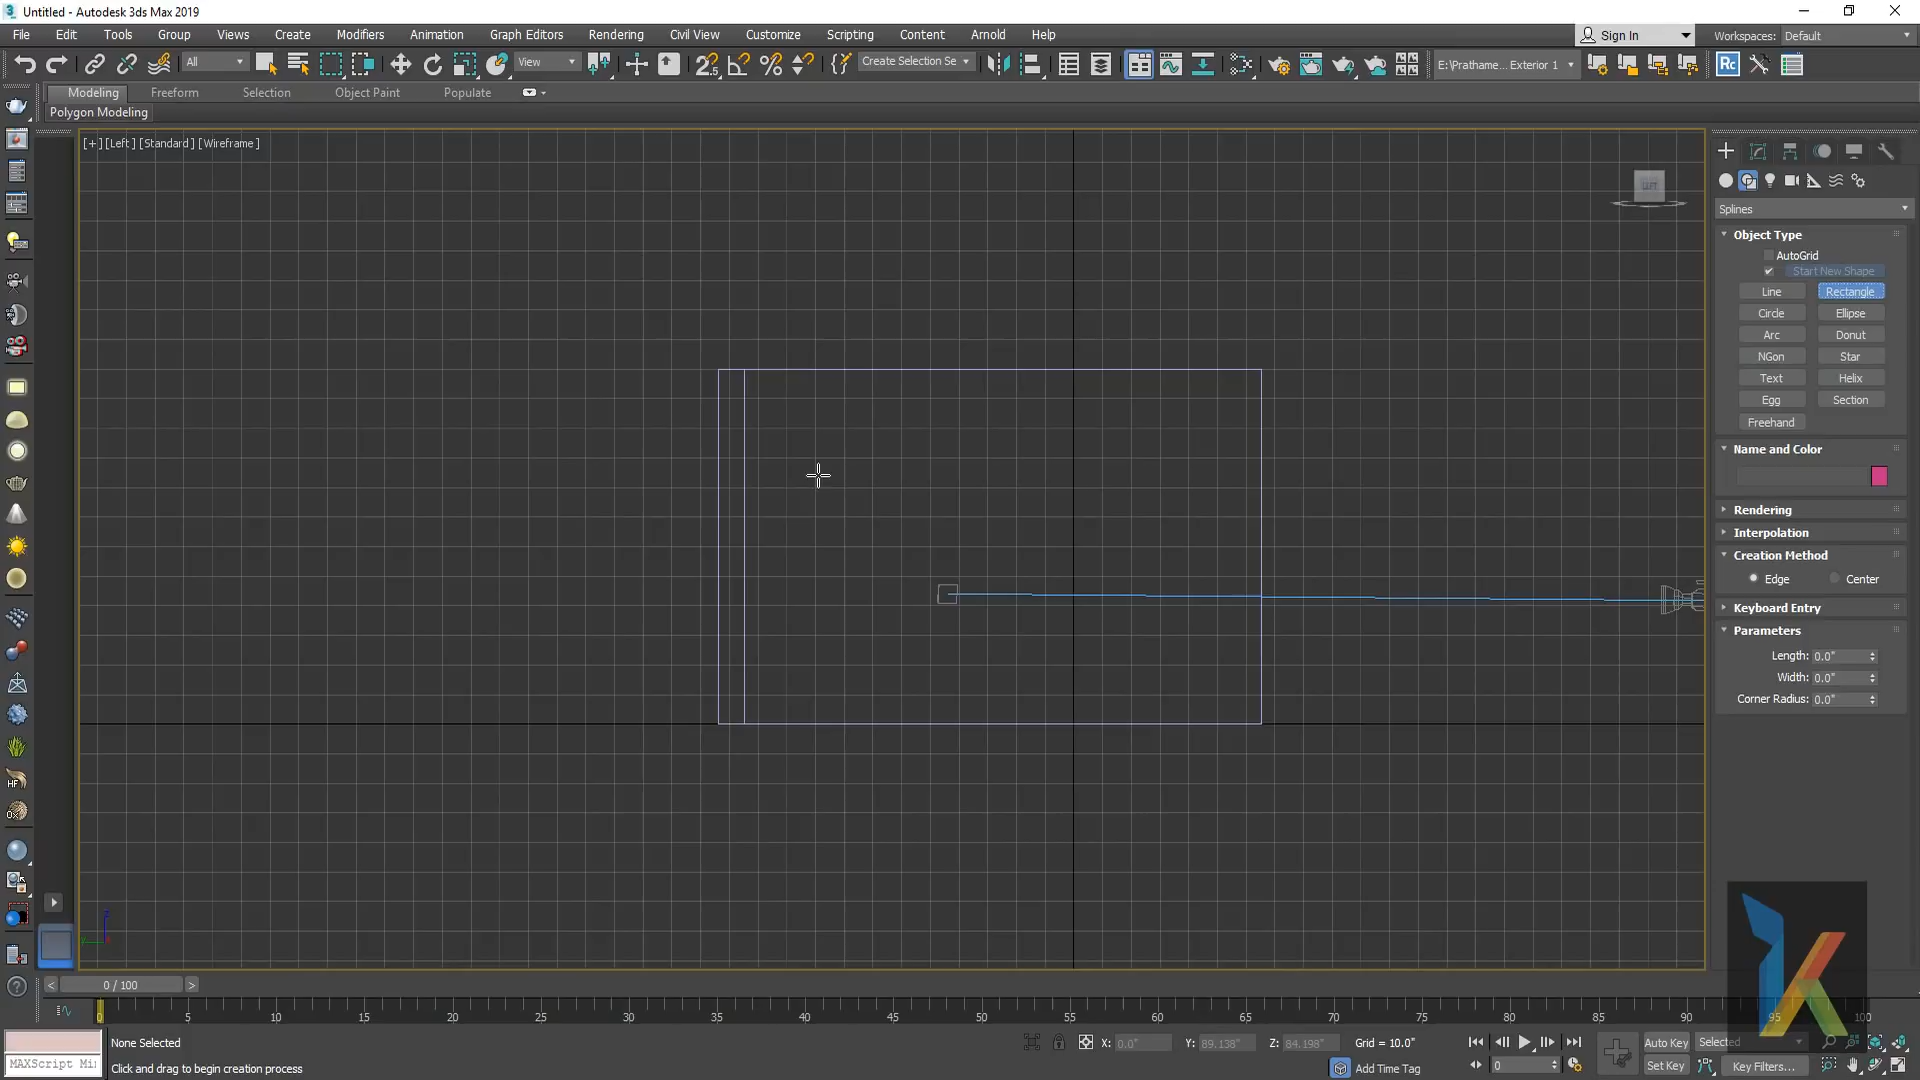 Untitled - Autodesk 3ds Max 2019
File Edit Tools Group Views Create Modifiers Animation Graph Editors Rendering Civil View Customize Scripting Content Arnold Help
Sign In
Workspaces: Default
All
View
Create Selection Se
E:\Prathame... Exterior 1
Modeling Freeform Selection Object Paint Populate
Polygon Modeling
[+] [Left ] [Standard ] [Wireframe ]
LEFT
Splines
Object Type
AutoGrid
Start New Shape
Line Rectangle
Circle Ellipse
Arc Donut
NGon Star
Text Helix
Egg Section
Freehand
Name and Color
Rendering
Interpolation
Creation Method
Edge Center
Keyboard Entry
Parameters
Length: 0.0"
Width: 0.0"
Corner Radius: 0.0"
z
0 / 100
0 5 10 15 20 25 30 35 40 45 50 55 60 65 70 75 80 85 90 95 100
None Selected
X: 0.0" Y: 89.138" Z: 84.198" Grid = 10.0"
Auto Key Selected
MAXScript Mi
Click and drag to begin creation process
Add Time Tag
0
Set Key Key Filters...